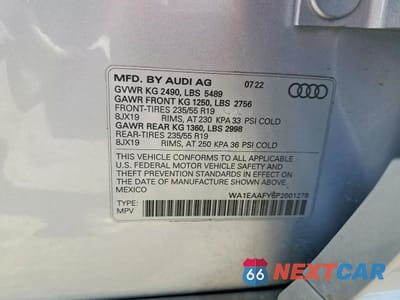 MFD. BY AUDI AG 07/22
GVWR KG 2490, LBS 5489
GAWR FRONT KG 1250, LBS 2756
FRONT-TIRES 235/55 R19
8JX19 RIMS, AT 230 KPA 33 PSI COLD
GAWR REAR KG 1360, LBS 2998
REAR-TIRES 235/55 R19
8JX19 RIMS, AT 250 KPA 36 PSI COLD
THIS VEHICLE CONFORMS TO ALL APPLICABLE
U.S. FEDERAL MOTOR VEHICLE SAFETY AND
THEFT PREVENTION STANDARDS IN
EFFECT ON THE DATE OF MANUFACTURE
MEXICO
TYPE: WA1EAAFY6P2001278
MPV
66 NEXTCAR